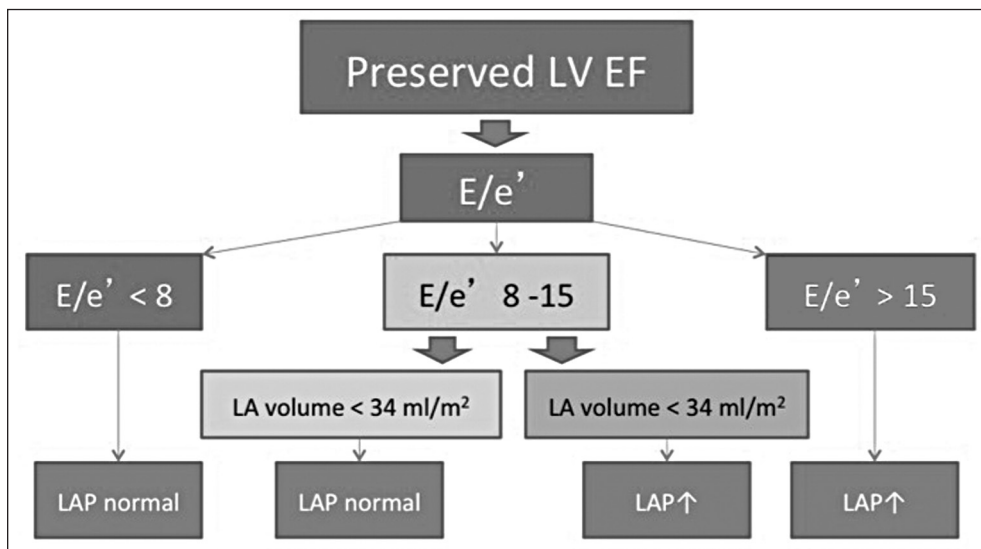 Preserved LV EF
E/e’
E/e’ < 8
E/e’ 8 -15
E/e’ > 15
LA volume < 34 ml/m²
LA volume < 34 ml/m²
LAP normal
LAP normal
LAP↑
LAP↑